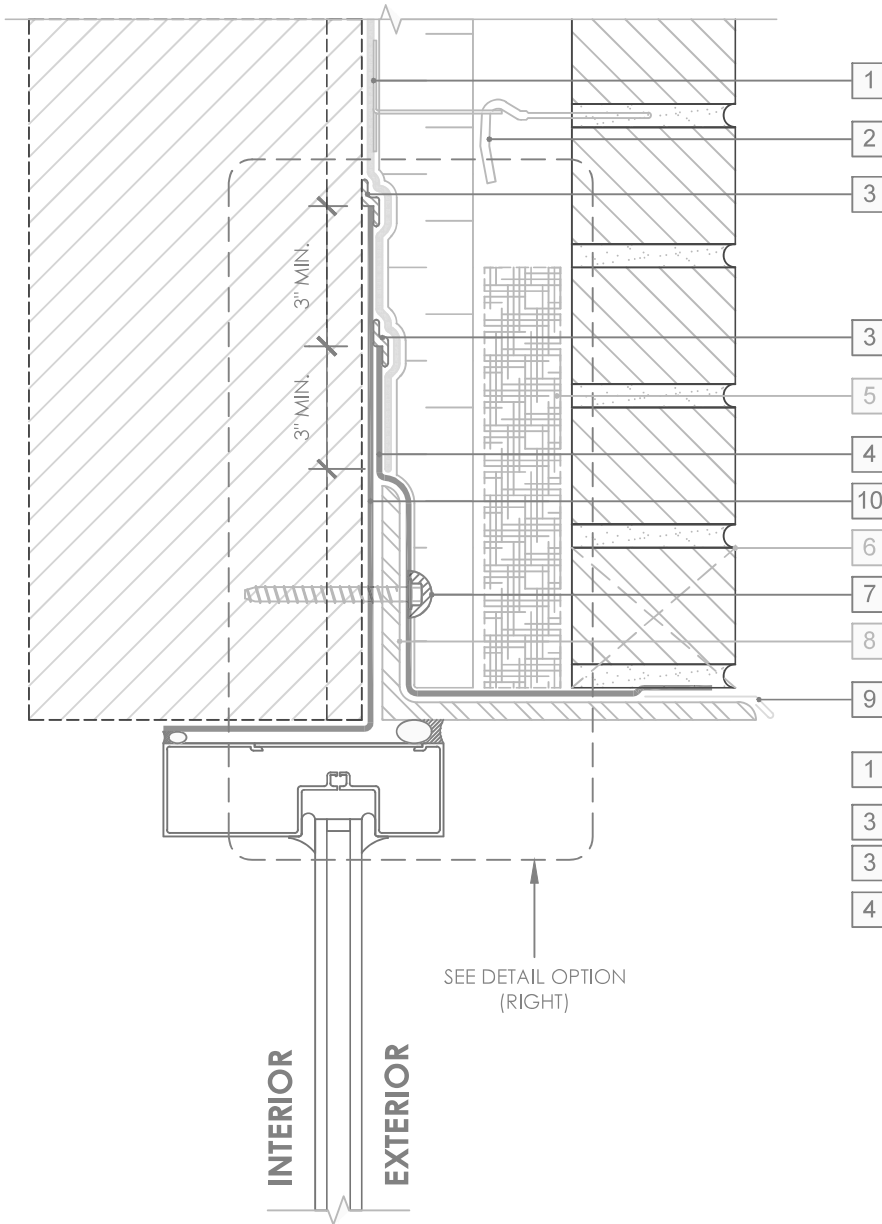 1
2
3
3" MIN.
3
3" MIN.
5
4
10
6
7
8
9
1
3
3
4
SEE DETAIL OPTION
(RIGHT)
INTERIOR
EXTERIOR